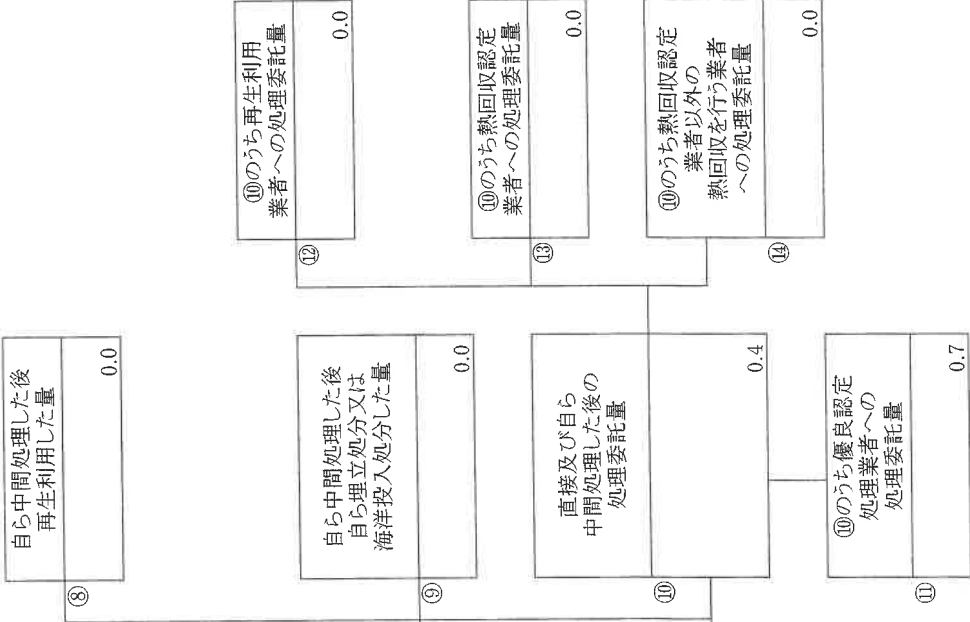 ⑧
自ら中間処理した後
再生利用した量
0.0
⑨
自ら中間処理した後
自ら埋立処分又は
海洋投入処分した量
0.0
⑩
直接及び自ら
中間処理した後の
処理委託量
0.4
⑪
⑩のうち優良認定
処理業者への
処理委託量
0.7
⑫
⑩のうち再生利用
業者への処理委託量
0.0
⑬
⑩のうち熱回収認定
業者への処理委託量
0.0
⑭
⑩のうち熱回収認定
業者以外の
熱回収を行う業者
への処理委託量
0.0